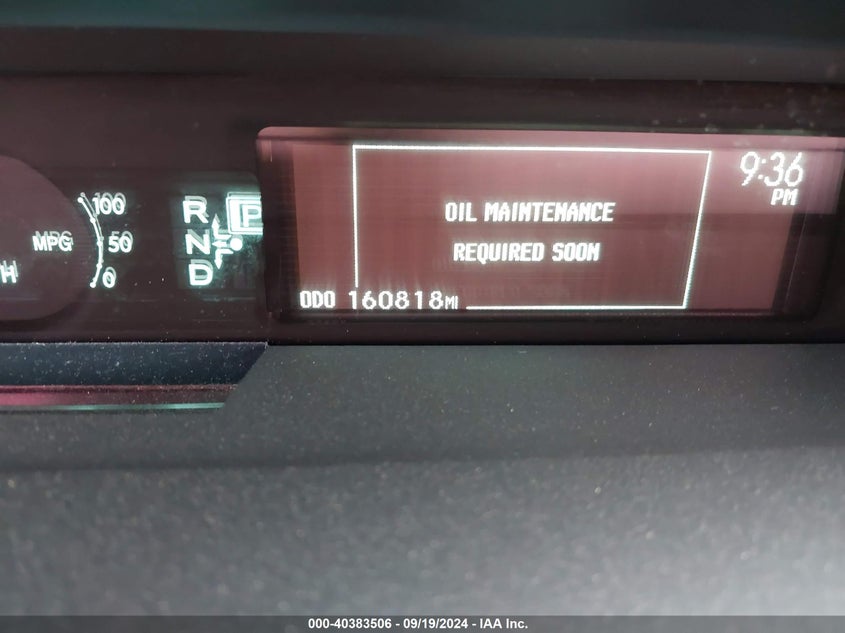 100
MPG
50
H
0
R
P
N
D
9:36
PM
OIL MAINTENANCE
REQUIRED SOON
ODO 160818MI
000-40383506 - 09/19/2024 - IAA Inc.